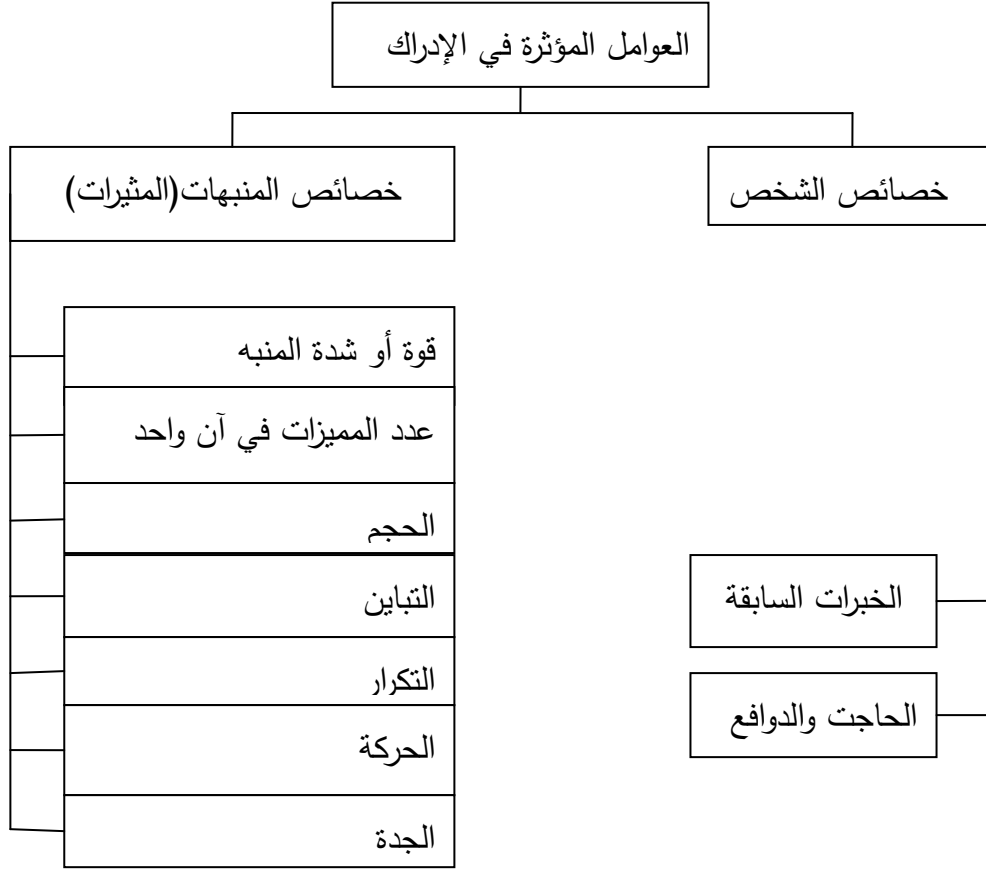 العوامل المؤثرة في الإدراك
خصائص الشخص
خصائص المنبهات(المثيرات)
الخبرات السابقة
الحاجت والدوافع
قوة أو شدة المنبه
عدد المميزات في آن واحد
الحجم
التباين
التكرار
الحركة
الجدة